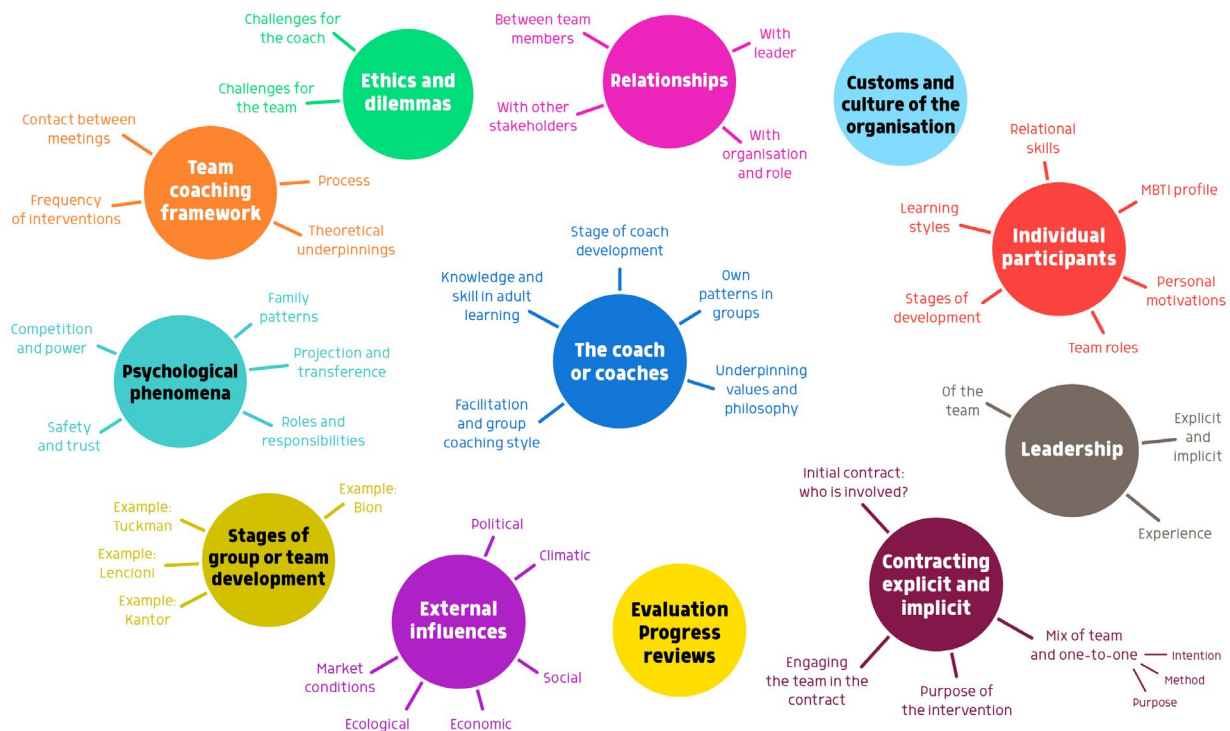 Challenges for
the coach
Challenges for
the team
Ethics and
dilemmas
Between team
members
With
leader
With other
stakeholders
With
organisation
and role
Relationships
Customs and
culture of the
organisation
Contact between
meetings
Frequency
of interventions
Process
Theoretical
underpinnings
Team
coaching
framework
Relational
skills
MBTI profile
Learning
styles
Personal
motivations
Stages of
development
Team roles
Individual
participants
Stage of coach
development
Knowledge and
skill in adult
learning
Own
patterns in
groups
Underpinning
values and
philosophy
Facilitation
and group
coaching style
The coach
or coaches
Family
patterns
Competition
and power
Projection and
transference
Safety
and trust
Roles and
responsibilities
Psychological
phenomena
Of the
team
Explicit
and
implicit
Experience
Leadership
Example:
Tuckman
Example:
Bion
Example:
Lencioni
Example:
Kantor
Stages of
group or team
development
Political
Climatic
Market
conditions
Social
Ecological
Economic
External
influences
Evaluation
Progress
reviews
Initial contract:
who is involved?
Contracting
explicit and
implicit
Engaging
the team in the
contract
Purpose of
the intervention
Mix of team
and one-to-one
Intention
Method
Purpose